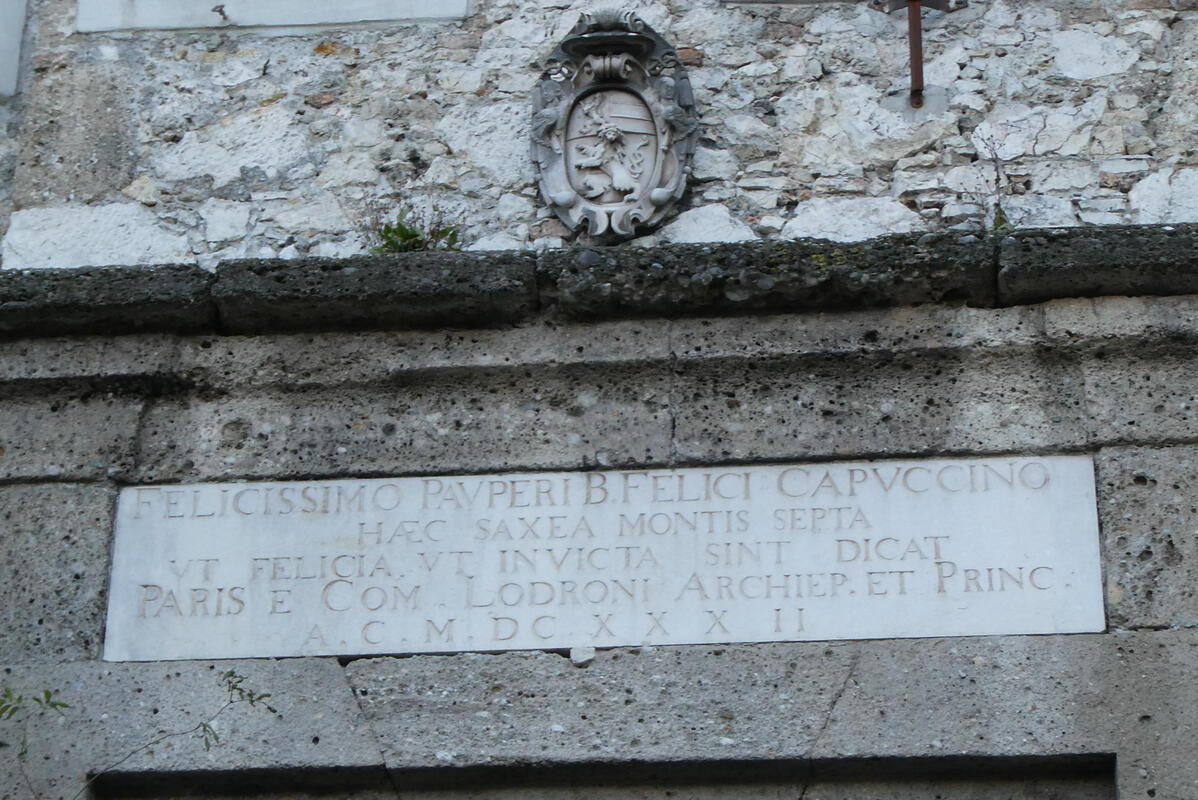 FELICISSIMO PAVPERI B. FELICI CAPVCCINO
HÆC SAXEA MONTIS SEPTA
VT FELICIA. VT INVICTA SINT DICAT
PARIS E COM. LODRONI ARCHIEP. ET PRINC.
A. C. M. DC XXXII